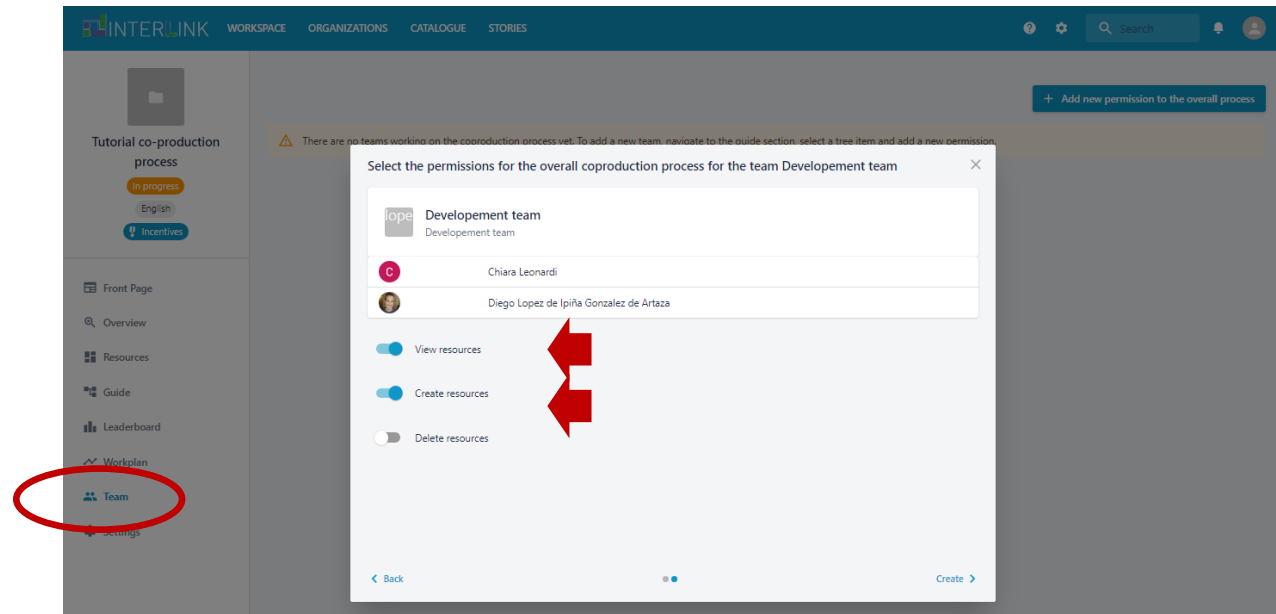 INTERLINK WORKSPACE ORGANIZATIONS CATALOGUE STORIES Search
+ Add new permission to the overall process
Tutorial co-production
process
In progress
English
Incentives
There are no teams working on the coproduction process yet. To add a new team, navigate to the guide section, select a tree item and add a new permission.
Select the permissions for the overall coproduction process for the team Developement team
lope
Developement team
Developement team
C Chiara Leonardi
Diego Lopez de Ipiña Gonzalez de Artaza
View resources
Create resources
Delete resources
Front Page
Overview
Resources
Guide
Leaderboard
Workplan
Team
Settings
Back
Create